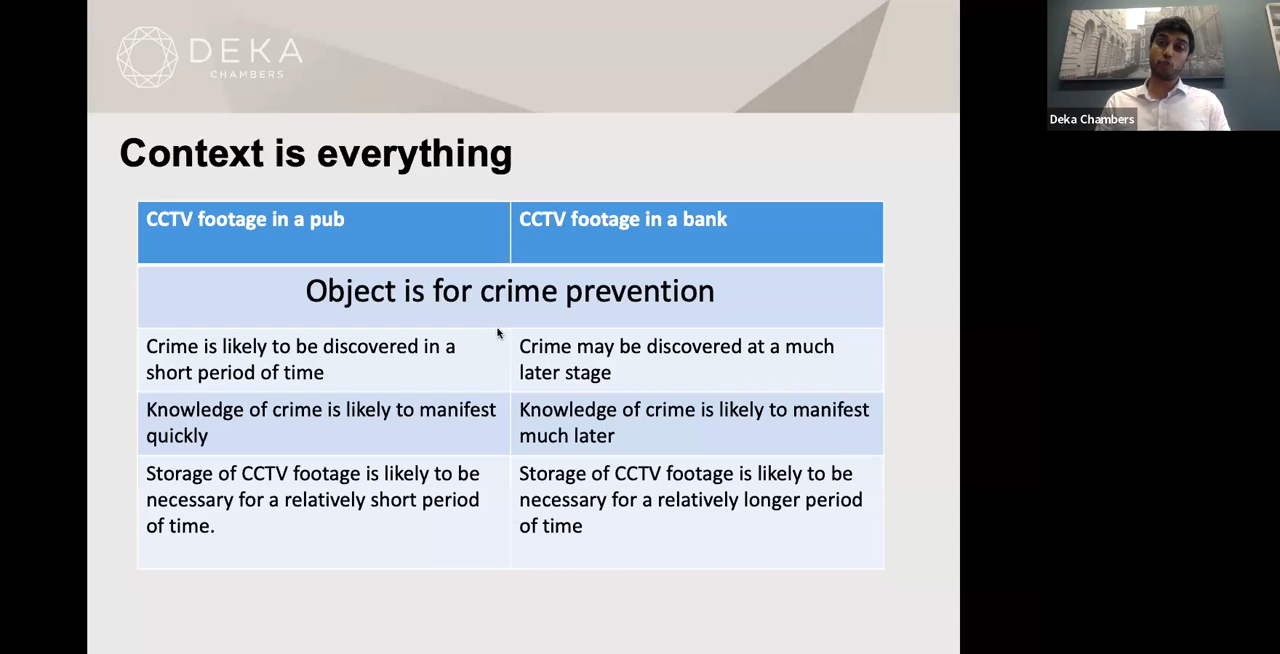 DEKA
CHAMBERS
Deka Chambers
Context is everything
CCTV footage in a pub
CCTV footage in a bank
Object is for crime prevention
Crime is likely to be discovered in a
short period of time
Crime may be discovered at a much
later stage
Knowledge of crime is likely to manifest
quickly
Knowledge of crime is likely to manifest
much later
Storage of CCTV footage is likely to be
necessary for a relatively short period
of time.
Storage of CCTV footage is likely to be
necessary for a relatively longer period
of time